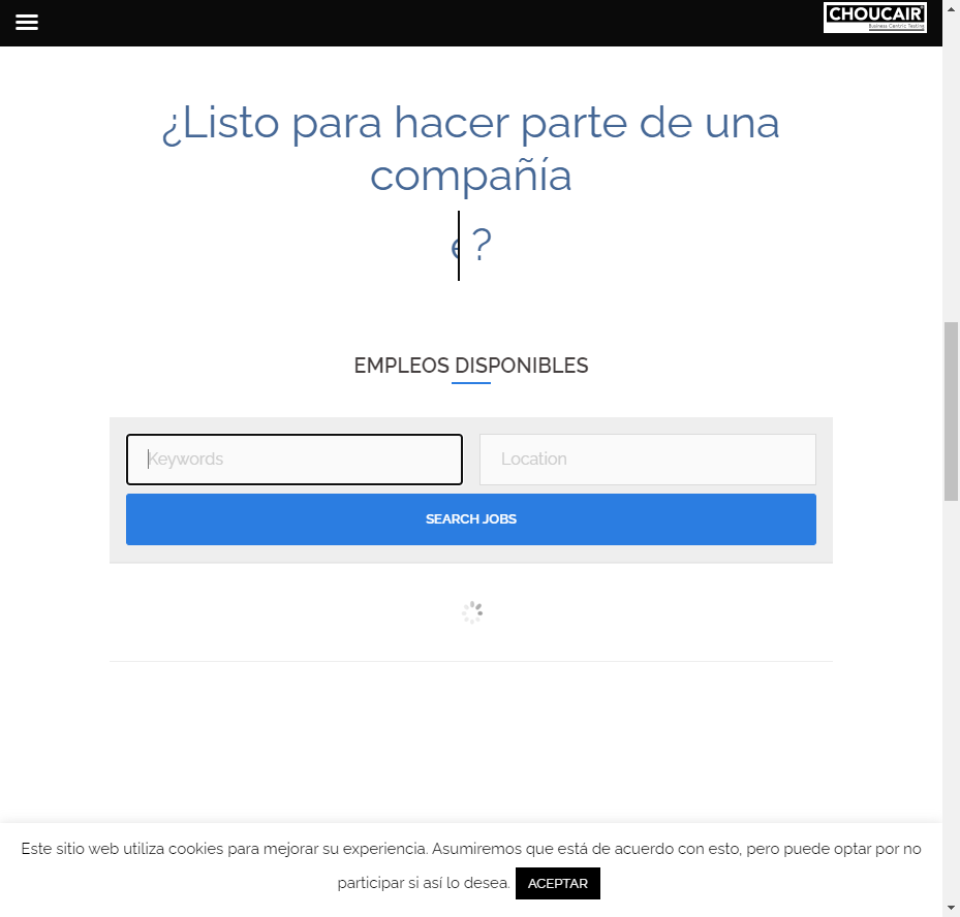 CHOUCAIR
Business Centric Testing
¿Listo para hacer parte de una
compañía
?
EMPLEOS DISPONIBLES
Keywords
Location
SEARCH JOBS
Este sitio web utiliza cookies para mejorar su experiencia. Asumiremos que está de acuerdo con esto, pero puede optar por no
participar si así lo desea. ACEPTAR